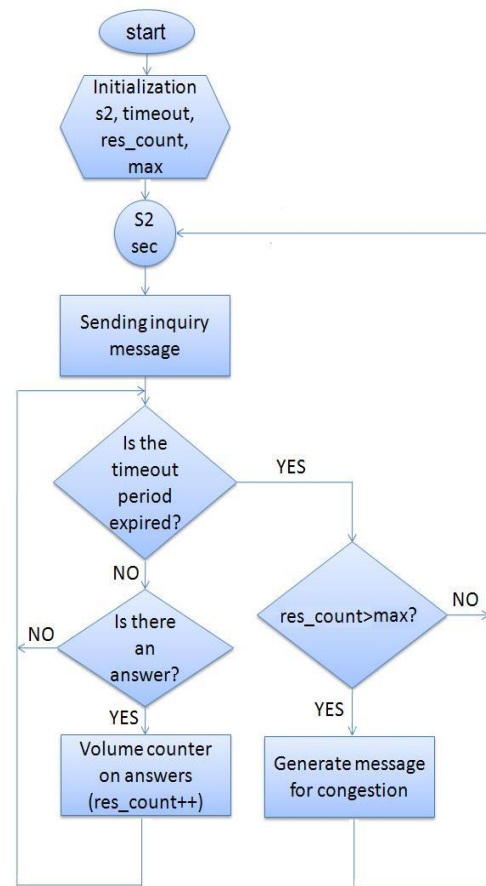 start
Initialization
s2, timeout,
res_count,
max
S2
sec
Sending inquiry
message
Is the
timeout
period
expired?
YES
NO
res_count>max?
NO
Is there
an
answer?
NO
YES
YES
Volume counter
on answers
(res_count++)
Generate message
for congestion